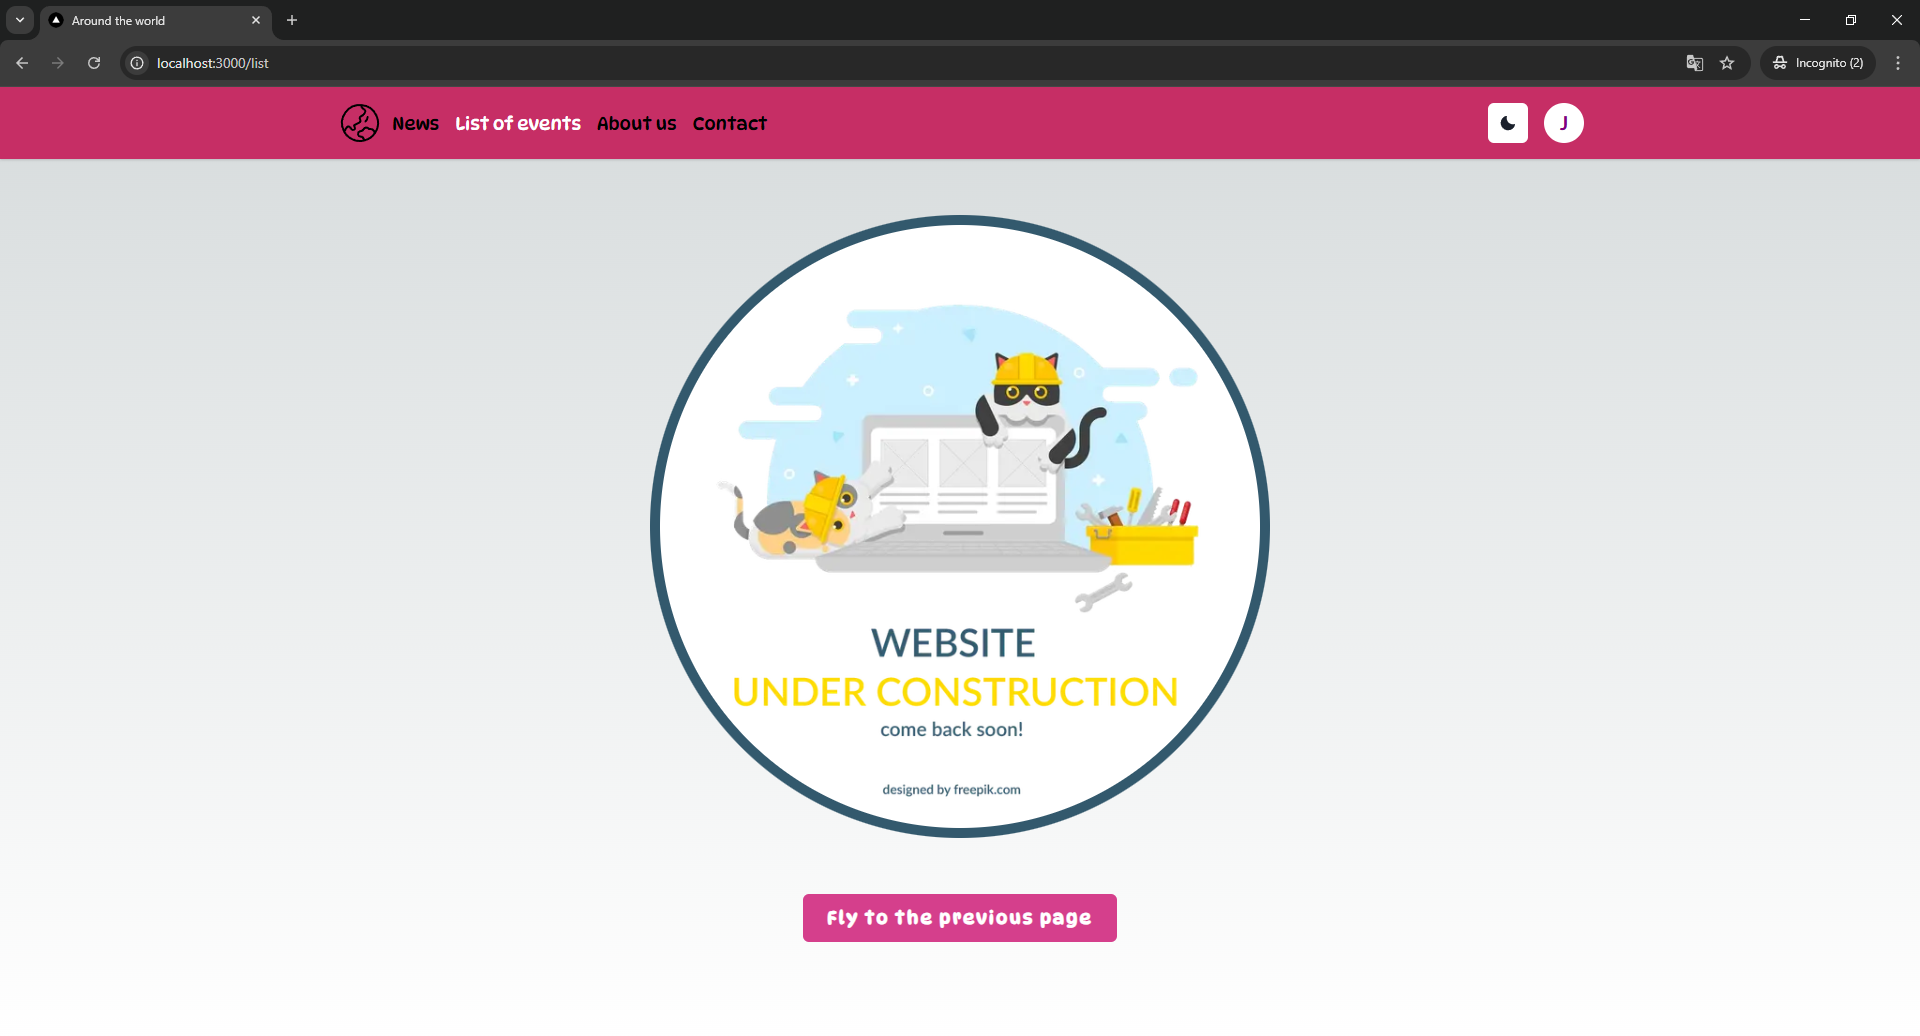 Around the world
localhost:3000/list
Incognito (2)
News List of events About us Contact
J
WEBSITE
UNDER CONSTRUCTION
come back soon!
designed by freepik.com
Fly to the previous page